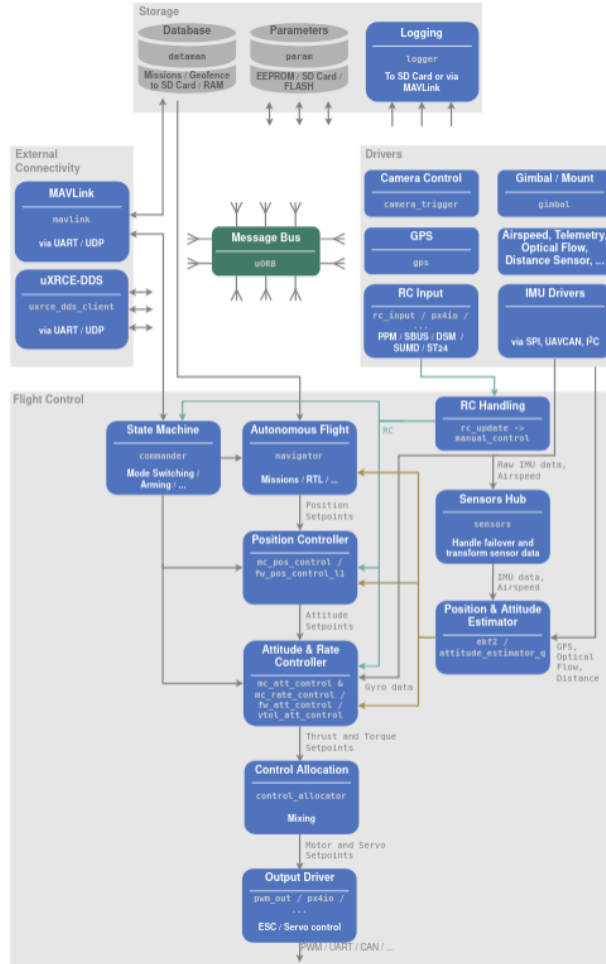 Storage
Database
dataman
Missions / Geofence
to SD Card / RAM
Parameters
param
EEPROM / SD Card /
FLASH
Logging
logger
To SD Card or via
MAVLink
External
Connectivity
MAVLink
mavlink
via UART / UDP
uXRCE-DDS
uxrce_dds_client
via UART / UDP
Message Bus
uORB
Drivers
Camera Control
camera_trigger
Gimbal / Mount
gimbal
GPS
gps
Airspeed, Telemetry,
Optical Flow,
Distance Sensor, ...
RC Input
rc_input / px4io /
...
PPM / SBUS / DSM /
SUMD / ST24
IMU Drivers
via SPI, UAVCAN, I²C
Flight Control
State Machine
commander
Mode Switching /
Arming / ...
Autonomous Flight
navigator
Missions / RTL / ...
RC
RC Handling
rc_update ->
manual_control
Raw IMU data,
Airspeed
Position
Setpoints
Sensors Hub
sensors
Handle failover and
transform sensor data
Position Controller
mc_pos_control /
fw_pos_control_l1
IMU data,
Airspeed
Attitude
Setpoints
Position & Attitude
Estimator
ekf2 /
attitude_estimator_q
GPS,
Optical
Flow,
Distance
Attitude & Rate
Controller
mc_att_control &
mc_rate_control /
fw_att_control /
vtol_att_control
Gyro data
Thrust and Torque
Setpoints
Control Allocation
control_allocator
Mixing
Motor and Servo
Setpoints
Output Driver
pwm_out / px4io /
...
ESC / Servo control
PWM / UART / CAN / ...